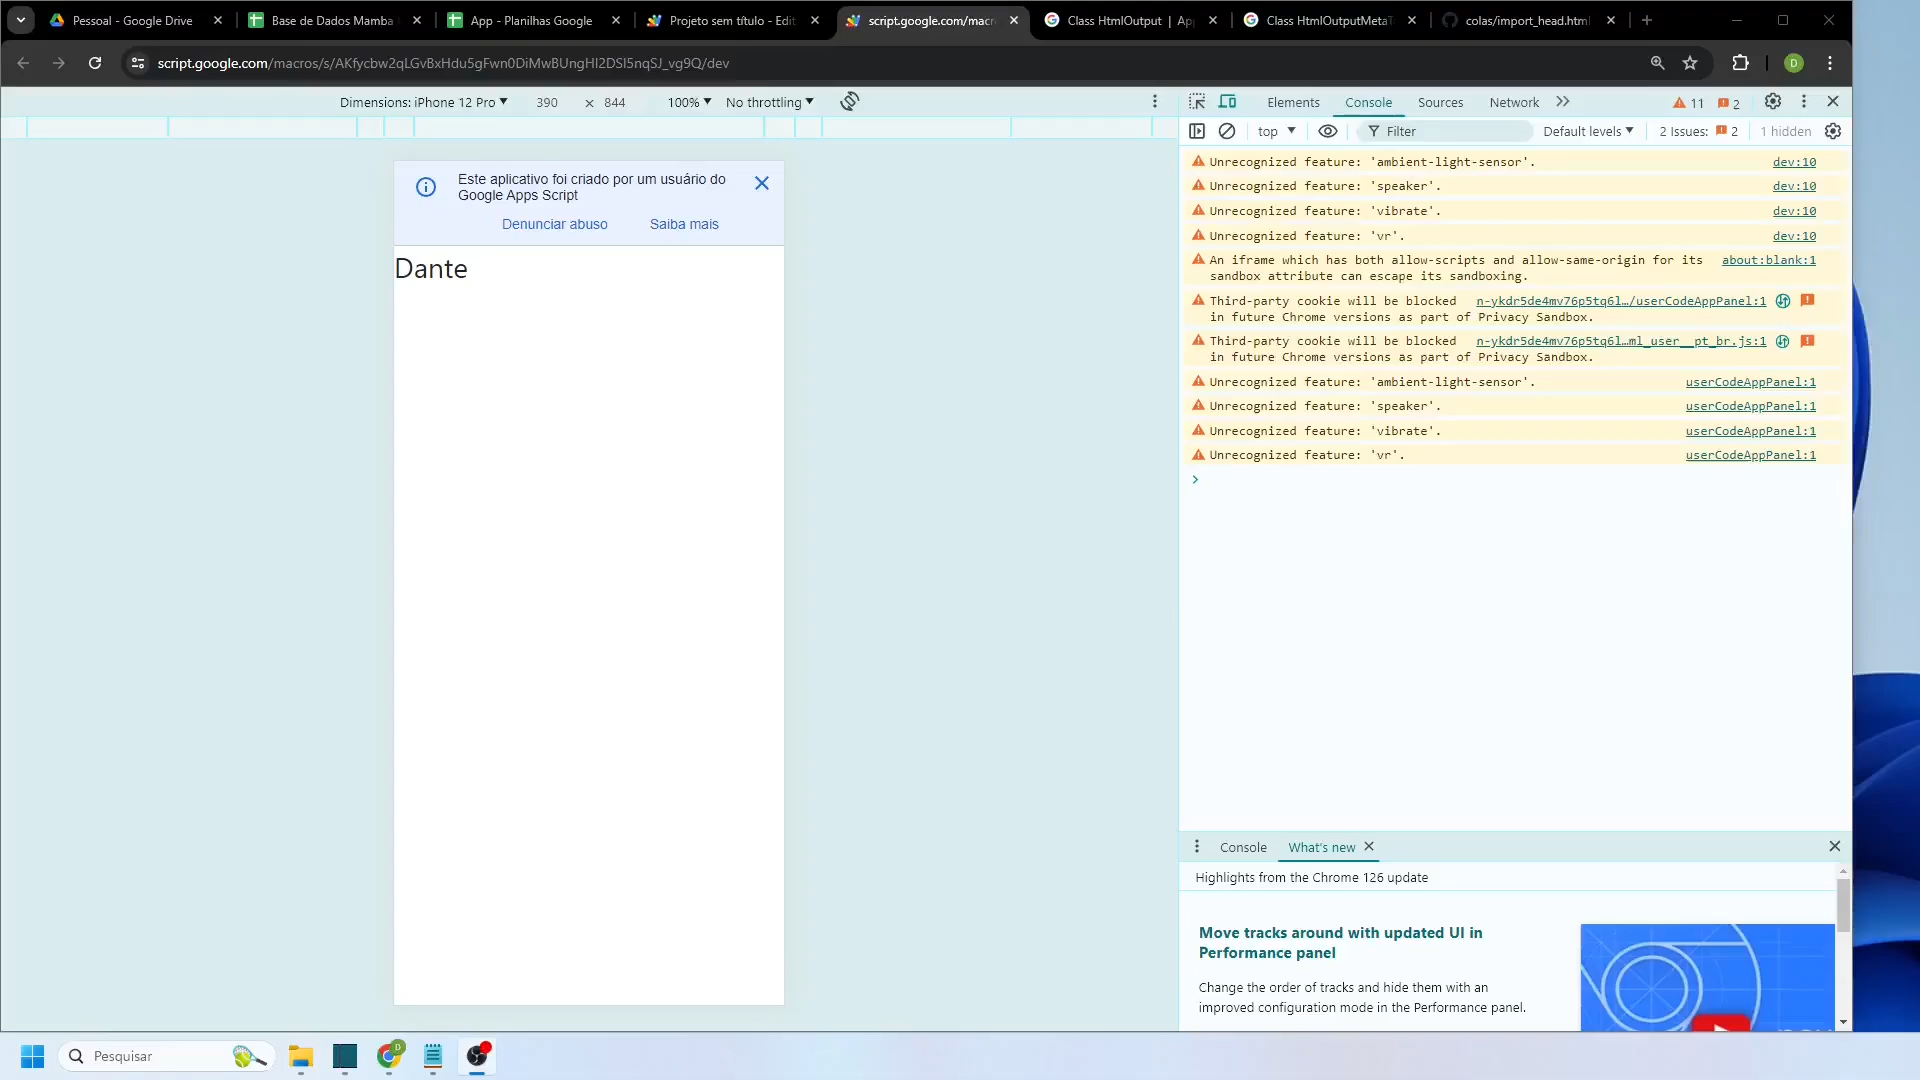 Pessoal - Google Drive
Base de Dados Mamba
App - Planilhas Google
Projeto sem título - Edit
script.google.com/macr
Class HtmlOutput | Ap
Class HtmlOutputMetaT
colas/import_head.html
script.google.com/macros/s/AKfycbw2qLGvBxHdu5gFwn0DiMwBUngHI2DSl5nqSJ_vg9Q/dev
D
Dimensions: iPhone 12 Pro
390 × 844
100%
No throttling
Elements
Console
Sources
Network
11
2
top
Filter
Default levels
2 Issues: 2
1 hidden
Este aplicativo foi criado por um usuário do
Google Apps Script
Denunciar abuso
Saiba mais
Dante
Unrecognized feature: 'ambient-light-sensor'. dev:10
Unrecognized feature: 'speaker'. dev:10
Unrecognized feature: 'vibrate'. dev:10
Unrecognized feature: 'vr'. dev:10
An iframe which has both allow-scripts and allow-same-origin for its about:blank:1
sandbox attribute can escape its sandboxing.
Third-party cookie will be blocked n-ykdr5de4mv76p5tq6l…/userCodeAppPanel:1
in future Chrome versions as part of Privacy Sandbox.
Third-party cookie will be blocked n-ykdr5de4mv76p5tq6l…ml_user__pt_br.js:1
in future Chrome versions as part of Privacy Sandbox.
Unrecognized feature: 'ambient-light-sensor'. userCodeAppPanel:1
Unrecognized feature: 'speaker'. userCodeAppPanel:1
Unrecognized feature: 'vibrate'. userCodeAppPanel:1
Unrecognized feature: 'vr'. userCodeAppPanel:1
Console
What's new
Highlights from the Chrome 126 update
Move tracks around with updated UI in
Performance panel
Change the order of tracks and hide them with an
improved configuration mode in the Performance panel.
Pesquisar
D